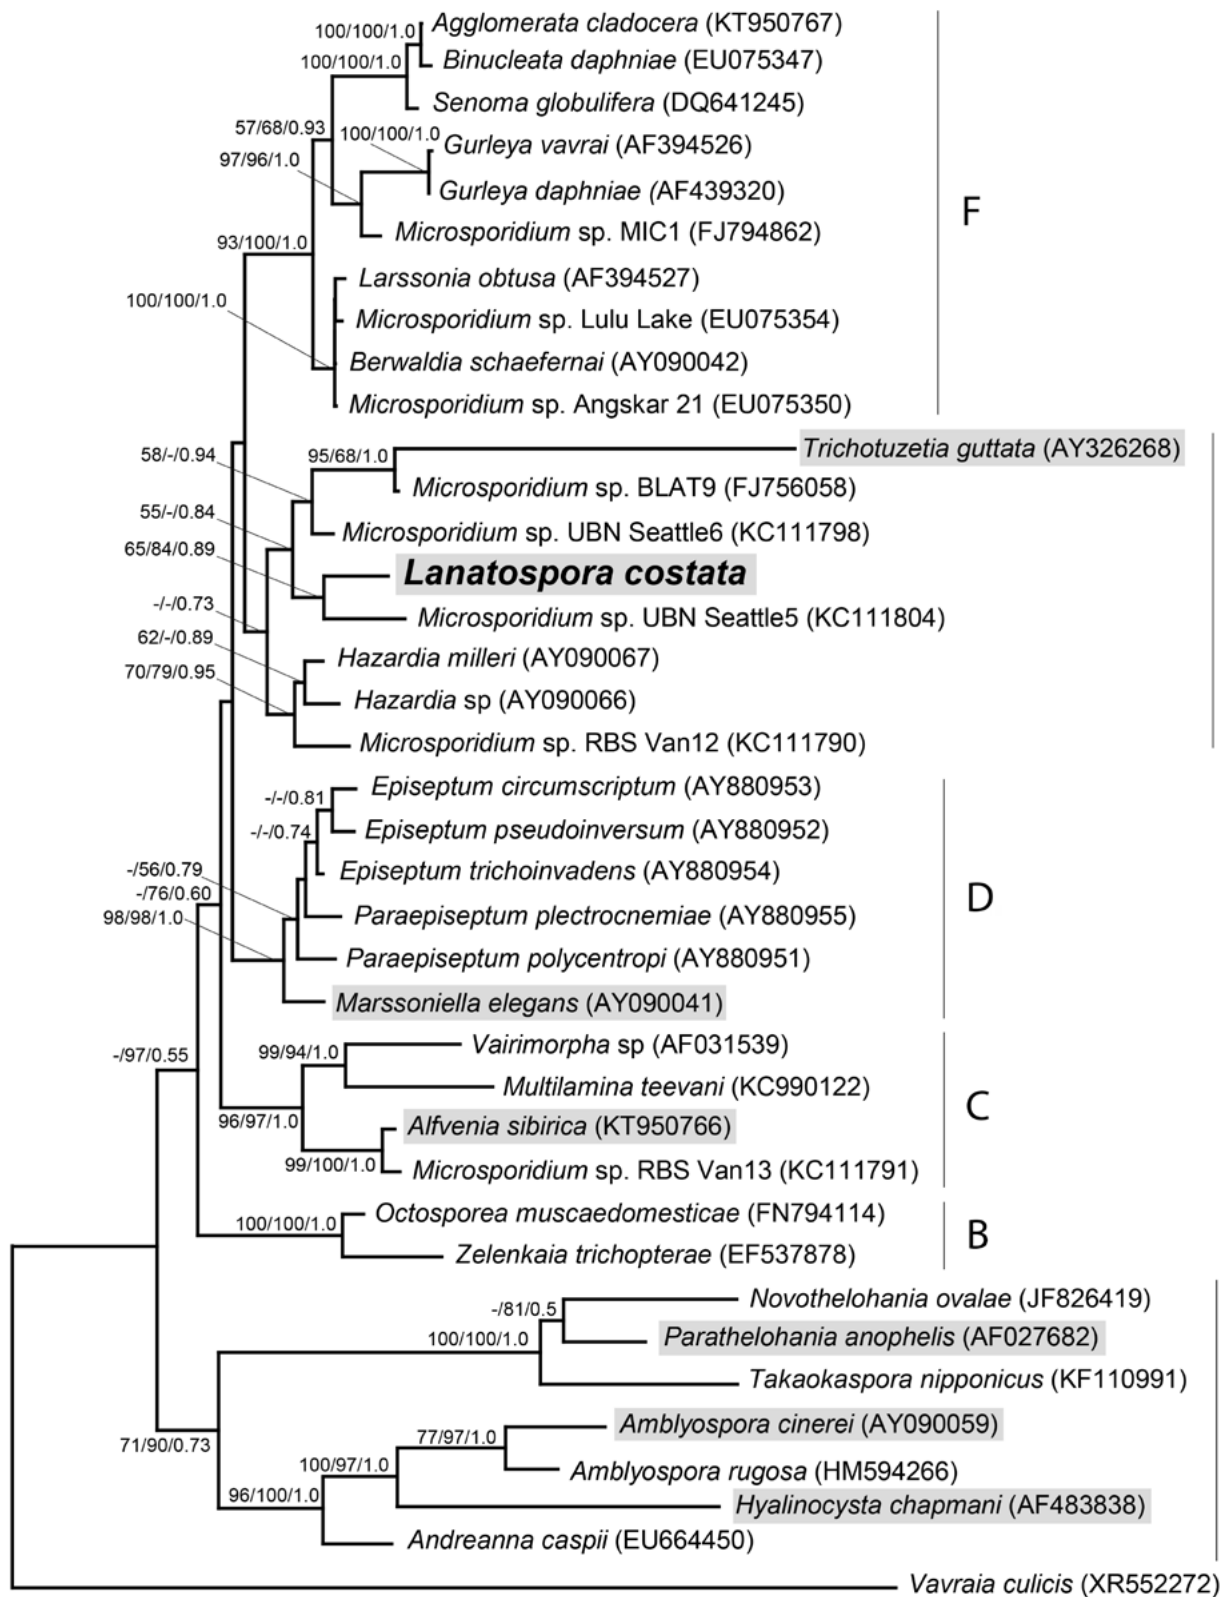 Agglomerata cladocera (KT950767)
100/100/1.0
Binucleata daphniae (EU075347)
100/100/1.0
Senoma globulifera (DQ641245)
57/68/0.93
100/100/1.0
Gurleya vavrai (AF394526)
97/96/1.0
Gurleya daphniae (AF439320)
F
Microsporidium sp. MIC1 (FJ794862)
93/100/1.0
Larssonia obtusa (AF394527)
100/100/1.0
Microsporidium sp. Lulu Lake (EU075354)
Berwaldia schaefernai (AY090042)
Microsporidium sp. Angskar 21 (EU075350)
Trichotuzetia guttata (AY326268)
58/-/0.94
95/68/1.0
Microsporidium sp. BLAT9 (FJ756058)
55/-/0.84
Microsporidium sp. UBN Seattle6 (KC111798)
65/84/0.89
Lanatospora costata
-/-/0.73
Microsporidium sp. UBN Seattle5 (KC111804)
62/-/0.89
Hazardia milleri (AY090067)
70/79/0.95
Hazardia sp (AY090066)
Microsporidium sp. RBS Van12 (KC111790)
Episeptum circumscriptum (AY880953)
-/-/0.81
Episeptum pseudoinversum (AY880952)
-/-/0.74
Episeptum trichoinvadens (AY880954)
-/56/0.79
-/76/0.60
D
98/98/1.0
Paraepiseptum plectrocnemiae (AY880955)
Paraepiseptum polycentropi (AY880951)
Marssoniella elegans (AY090041)
Vairimorpha sp (AF031539)
-/97/0.55
99/94/1.0
Multilamina teevani (KC990122)
C
96/97/1.0
Alfvenia sibirica (KT950766)
99/100/1.0
Microsporidium sp. RBS Van13 (KC111791)
Octosporea muscaedomesticae (FN794114)
100/100/1.0
B
Zelenkaia trichopterae (EF537878)
Novothelohania ovalae (JF826419)
-/81/0.5
100/100/1.0
Parathelohania anophelis (AF027682)
Takaokaspora nipponicus (KF110991)
Amblyospora cinerei (AY090059)
71/90/0.73
77/97/1.0
100/97/1.0
Amblyospora rugosa (HM594266)
96/100/1.0
Hyalinocysta chapmani (AF483838)
Andreanna caspii (EU664450)
Vavraia culicis (XR552272)